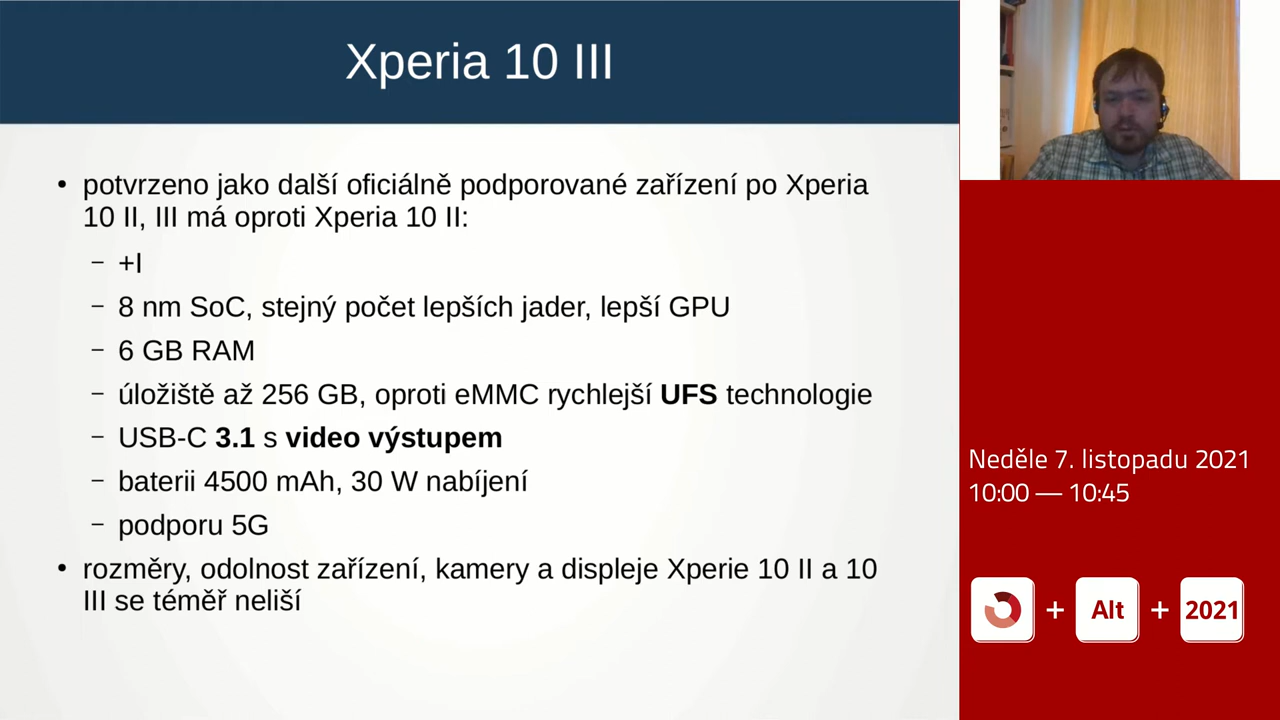 Xperia 10 III
• potvrzeno jako další oficiálně podporované zařízení po Xperia
10 II, III má oproti Xperia 10 II:
– +I
– 8 nm SoC, stejný počet lepších jader, lepší GPU
– 6 GB RAM
– úložiště až 256 GB, oproti eMMC rychlejší UFS technologie
– USB-C 3.1 s video výstupem
– baterii 4500 mAh, 30 W nabíjení
– podporu 5G
• rozměry, odolnost zařízení, kamery a displeje Xperie 10 II a 10
III se téměř neliší
Neděle 7. listopadu 2021
10:00 — 10:45
+ Alt + 2021